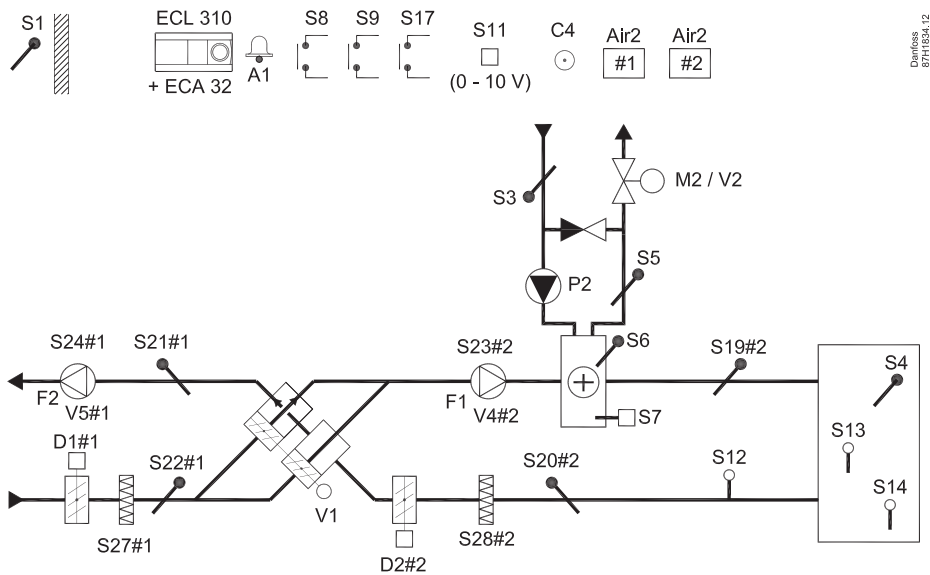 S1
ECL 310
+ ECA 32
A1
S8
S9
S17
S11
(0 - 10 V)
C4
Air2
#1
Air2
#2
Danfoss
87H1834.12
S3
M2 / V2
P2
S5
S6
S7
S24#1
F2
V5#1
S21#1
S23#2
F1
V4#2
S19#2
S4
S13
S14
D1#1
S22#1
S27#1
V1
D2#2
S28#2
S20#2
S12